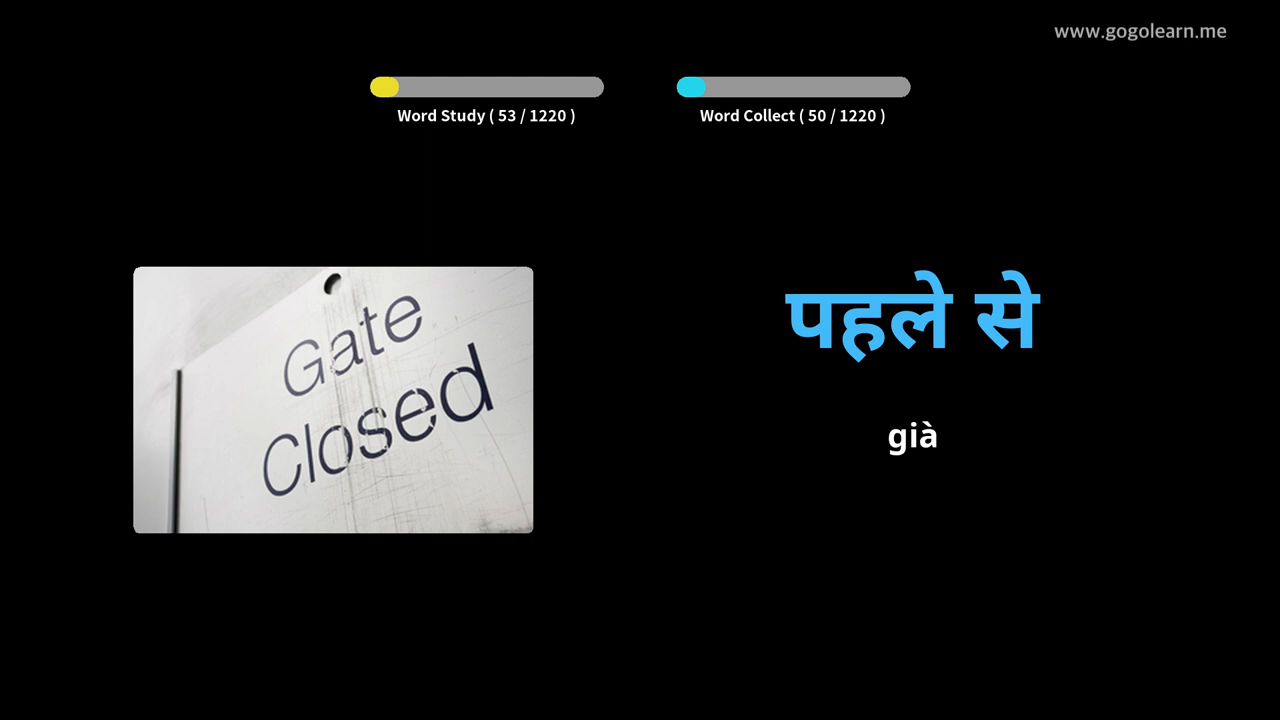 www.gogolearn.me
Word Study ( 53 / 1220 )
Word Collect ( 50 / 1220 )
Gate
Closed
पहले से
già